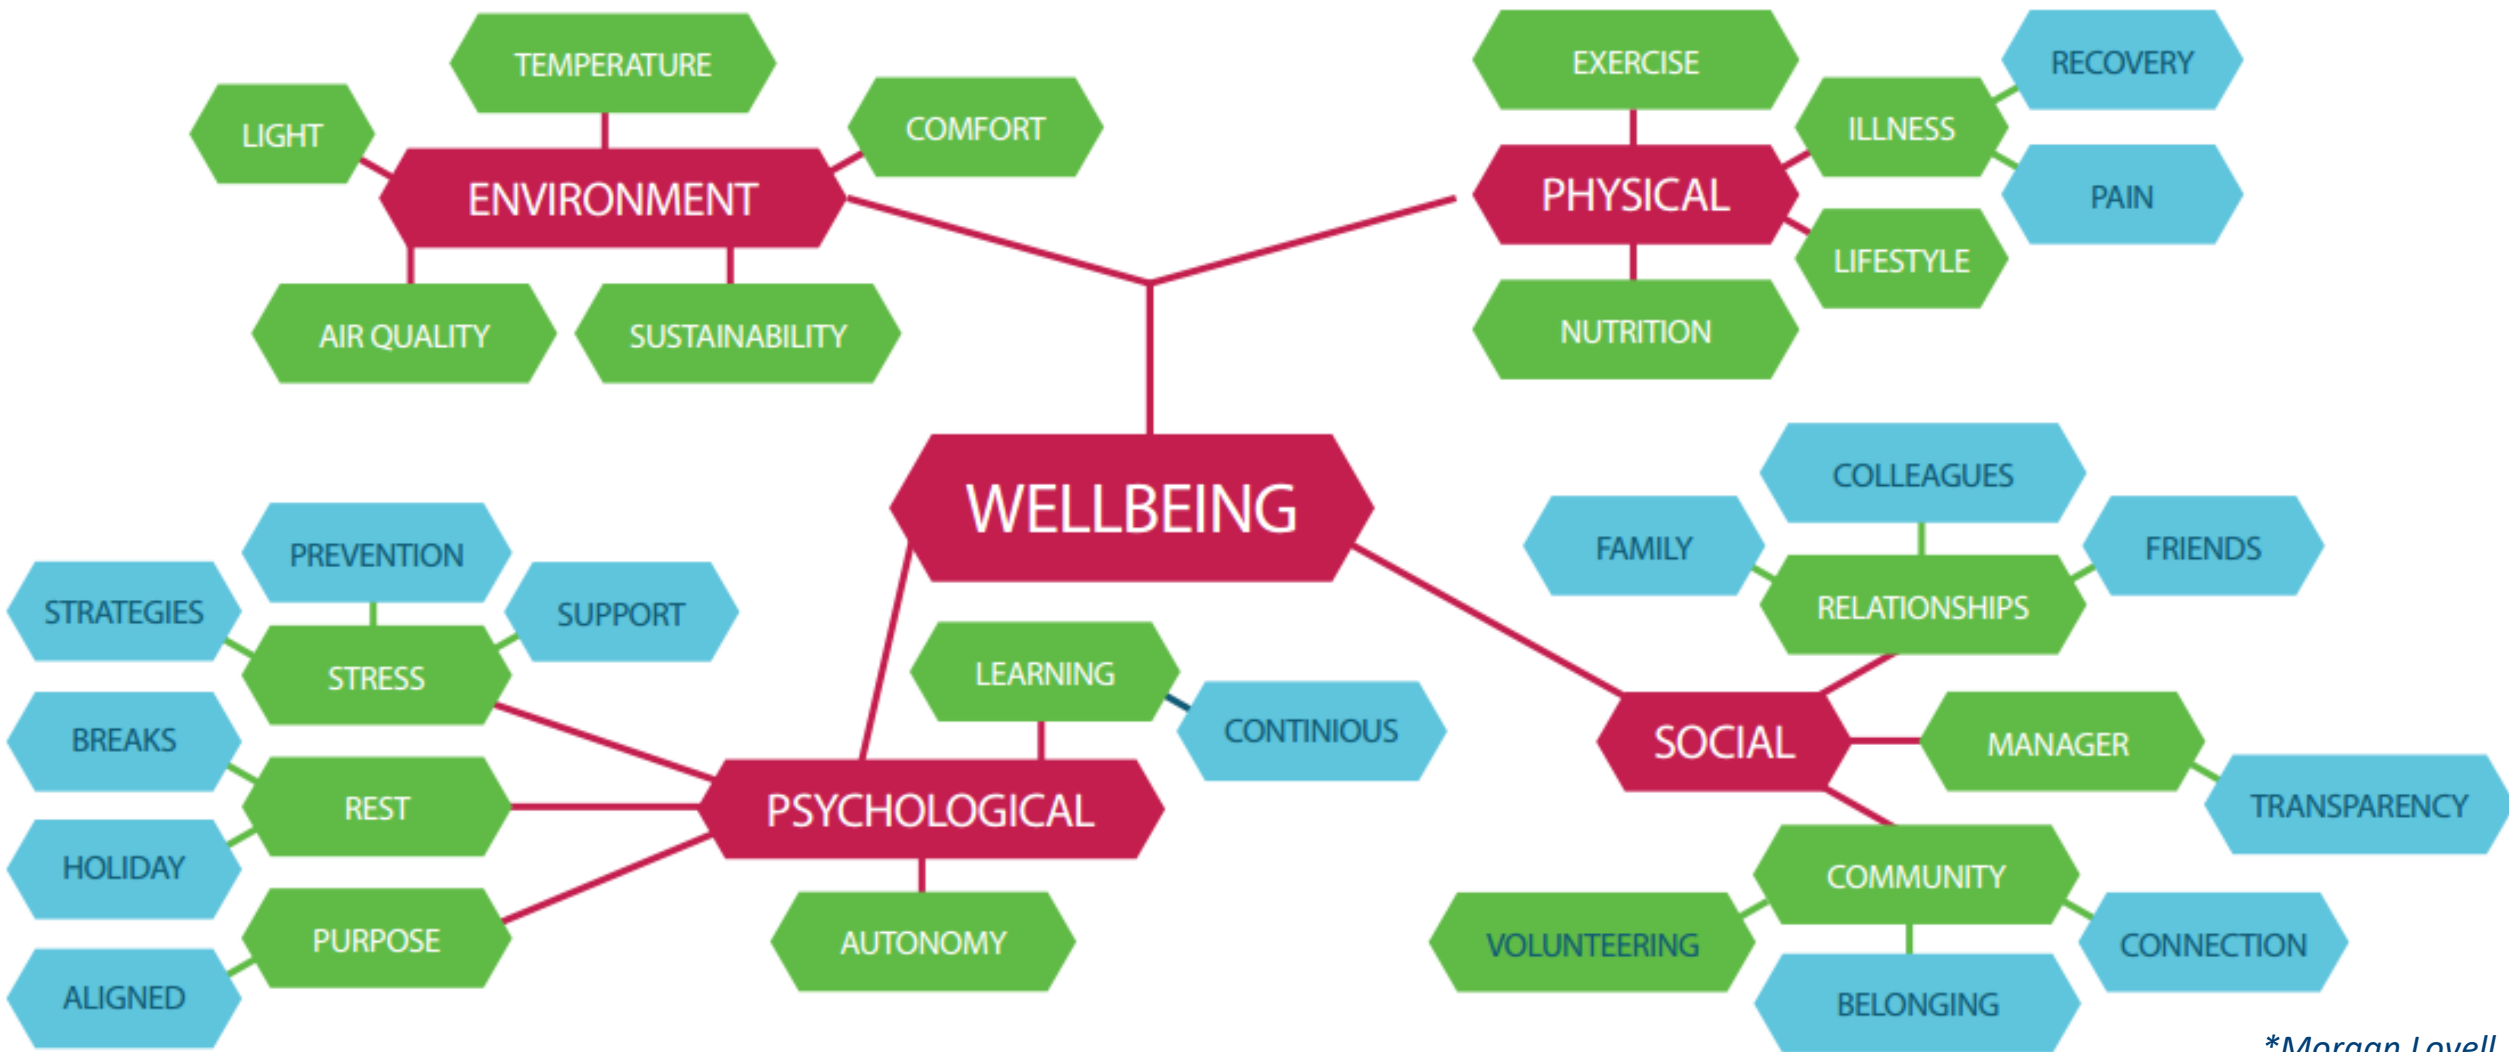 TEMPERATURE
LIGHT
COMFORT
ENVIRONMENT
AIR QUALITY
SUSTAINABILITY
EXERCISE
RECOVERY
ILLNESS
PHYSICAL
PAIN
LIFESTYLE
NUTRITION
WELLBEING
COLLEAGUES
FAMILY
FRIENDS
RELATIONSHIPS
SOCIAL
MANAGER
TRANSPARENCY
COMMUNITY
VOLUNTEERING
CONNECTION
BELONGING
PREVENTION
STRATEGIES
SUPPORT
STRESS
LEARNING
CONTINIOUS
BREAKS
REST
PSYCHOLOGICAL
HOLIDAY
PURPOSE
AUTONOMY
ALIGNED
*Morgan Lovell